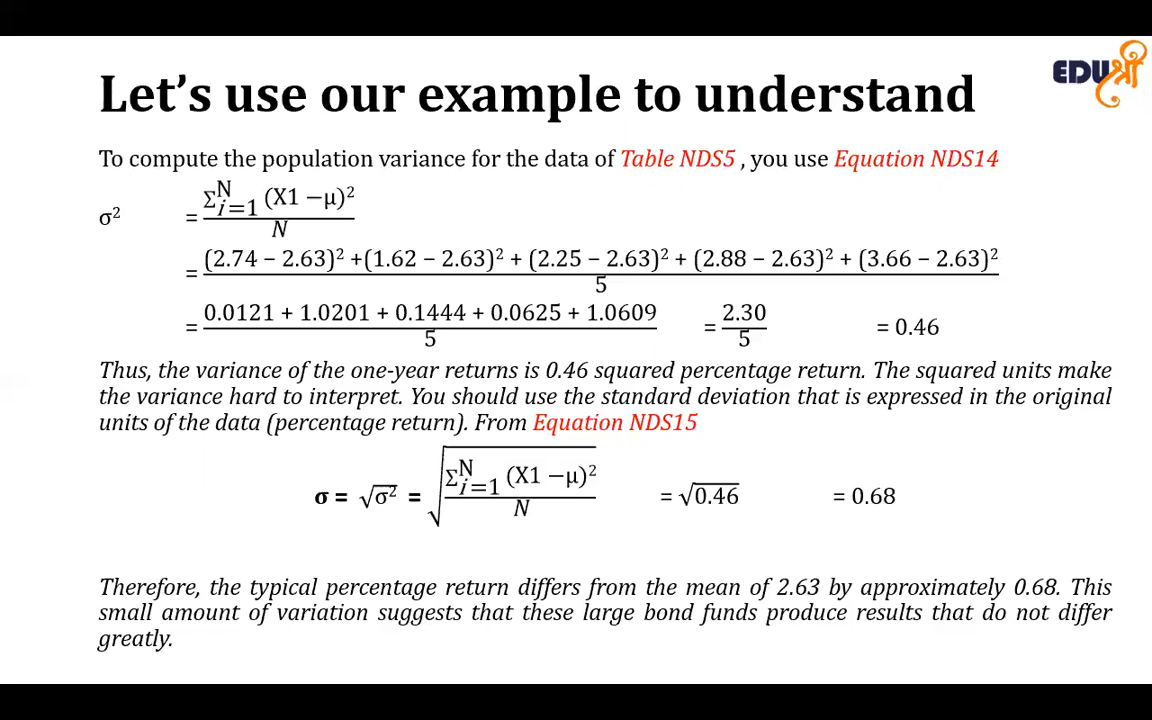 Let’s use our example to understand
EDUश्री
To compute the population variance for the data of Table NDS5 , you use Equation NDS14
σ² = Σᴺᵢ₌₁ (X1 −μ)² / N
= (2.74 − 2.63)² +(1.62 − 2.63)² + (2.25 − 2.63)² + (2.88 − 2.63)² + (3.66 − 2.63)² / 5
= 0.0121 + 1.0201 + 0.1444 + 0.0625 + 1.0609 / 5 = 2.30 / 5 = 0.46
Thus, the variance of the one-year returns is 0.46 squared percentage return. The squared units make
the variance hard to interpret. You should use the standard deviation that is expressed in the original
units of the data (percentage return). From Equation NDS15
σ = √σ² = √(Σᴺᵢ₌₁ (X1 −μ)² / N) = √0.46 = 0.68
Therefore, the typical percentage return differs from the mean of 2.63 by approximately 0.68. This
small amount of variation suggests that these large bond funds produce results that do not differ
greatly.